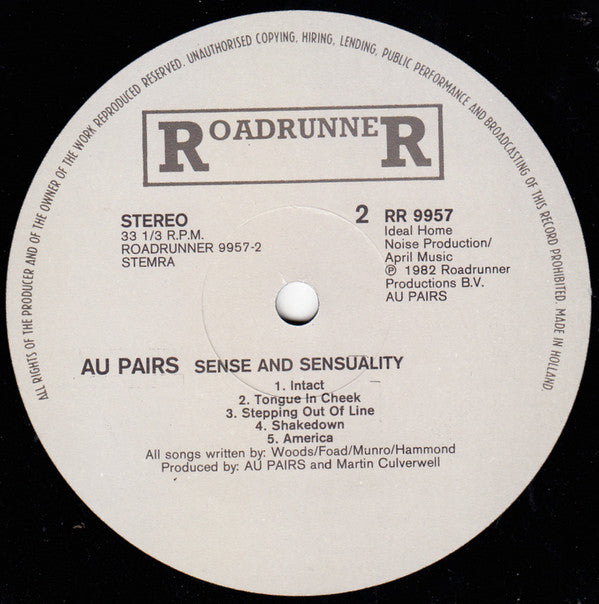 ALL RIGHTS OF THE PRODUCER AND OF THE OWNER OF THE WORK REPRODUCED RESERVED. UNAUTHORISED COPYING, HIRING, LENDING, PUBLIC PERFORMANCE AND BROADCASTING OF THIS RECORD PROHIBITED. MADE IN HOLLAND.
ROADRUNNER
STEREO
33 1/3 R.P.M.
ROADRUNNER 9957-2
STEMRA
2 RR 9957
Ideal Home
Noise Production/
April Music
℗ 1982 Roadrunner
Productions B.V.
AU PAIRS
AU PAIRS SENSE AND SENSUALITY
1. Intact
2. Tongue In Cheek
3. Stepping Out Of Line
4. Shakedown
5. America
All songs written by: Woods/Foad/Munro/Hammond
Produced by: AU PAIRS and Martin Culverwell